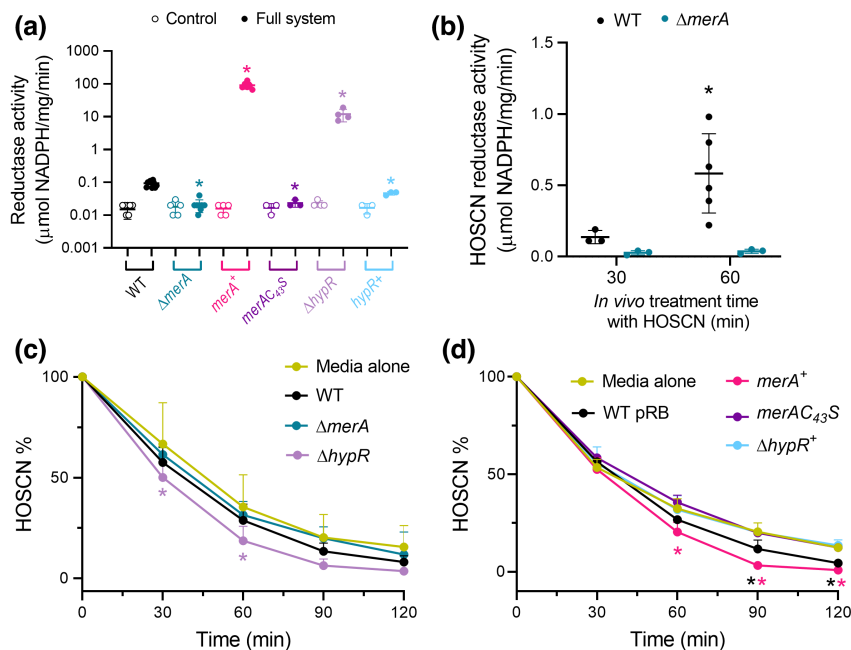 (a)
Control
Full system
Reductase activity
(µmol NADPH/mg/min)
1000
100
10
1
0.1
0.01
0.001
WT
ΔmerA
merA⁺
merAC₄₃S
ΔhypR
hypR+
*
*
*
*
*
(b)
WT
ΔmerA
HOSCN reductase activity
(µmol NADPH/mg/min)
1.5
1.0
0.5
0.0
*
30
60
In vivo treatment time
with HOSCN (min)
(c)
HOSCN %
100
50
0
Media alone
WT
ΔmerA
ΔhypR
*
*
0
30
60
90
120
Time (min)
(d)
HOSCN %
100
50
0
Media alone
WT pRB
merA⁺
merAC₄₃S
ΔhypR⁺
*
**
**
0
30
60
90
120
Time (min)